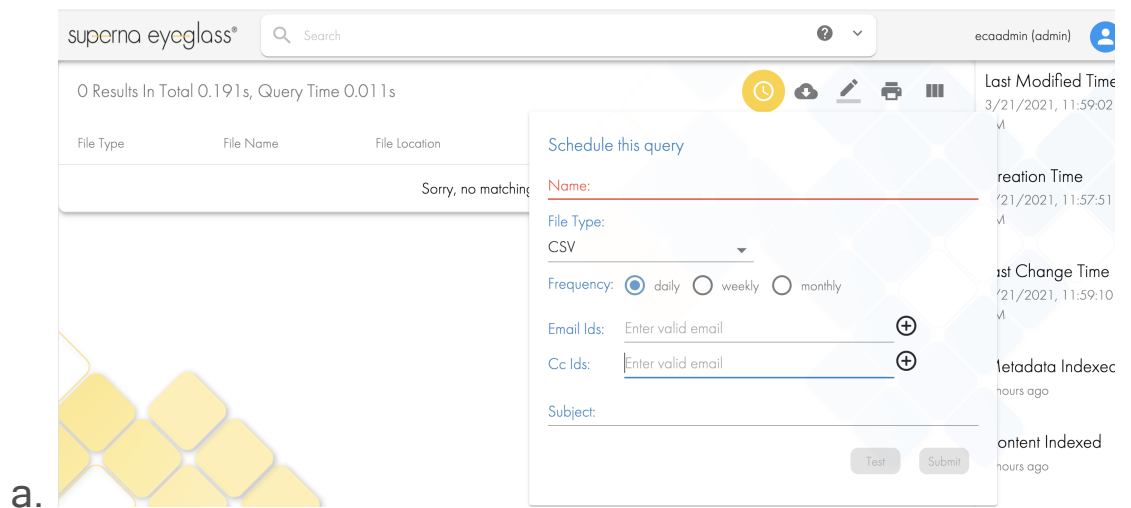 superna eyeglass®
Search
ecaadmin (admin)
0 Results In Total 0.191s, Query Time 0.011s
File Type File Name File Location
Sorry, no matching
Schedule this query
Name:
File Type:
CSV
Frequency: daily weekly monthly
Email Ids: Enter valid email
Cc Ids: Enter valid email
Subject:
Test Submit
Last Modified Time
3/21/2021, 11:59:02
M
reation Time
/21/2021, 11:57:51
M
ast Change Time
/21/2021, 11:59:10
M
Metadata Indexed
hours ago
ontent Indexed
hours ago
a.